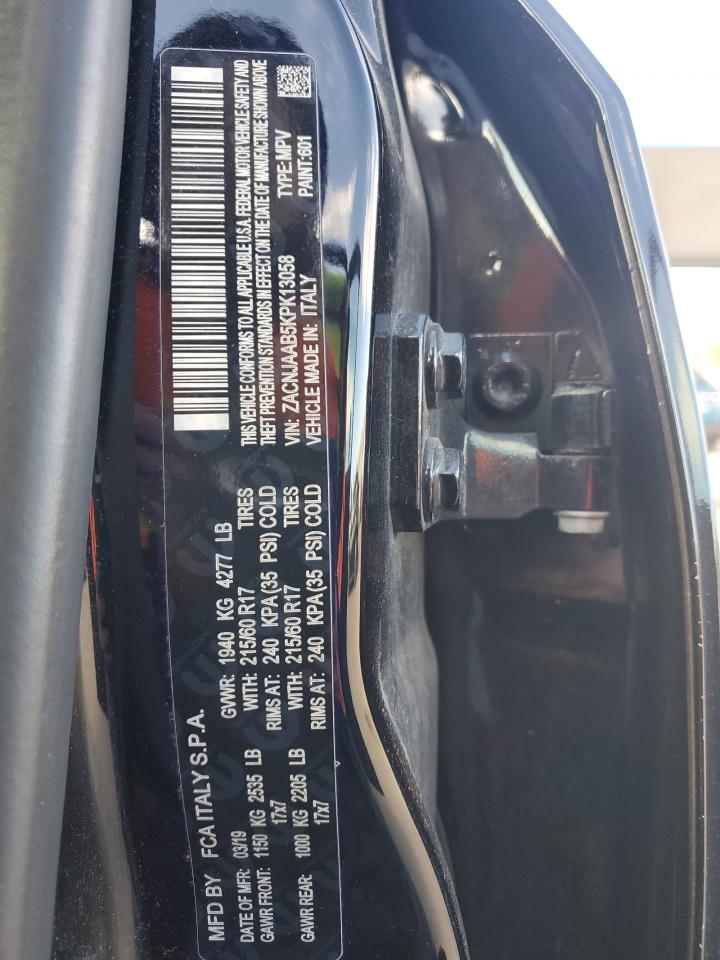 MFD BY FCA ITALY S.P.A.
DATE OF MFR: 03/19 GVWR: 1940 KG 4277 LB
GAWR FRONT: 1150 KG 2535 LB WITH: 215/60 R17 TIRES
17x7 RIMS AT: 240 KPA(35 PSI) COLD
GAWR REAR: 1000 KG 2205 LB WITH: 215/60 R17 TIRES
17x7 RIMS AT: 240 KPA(35 PSI) COLD
THIS VEHICLE CONFORMS TO ALL APPLICABLE U.S.A. FEDERAL MOTOR VEHICLE SAFETY AND
THEFT PREVENTION STANDARDS IN EFFECT ON THE DATE OF MANUFACTURE SHOWN ABOVE
VIN: ZACNJAAB5KPK13058 TYPE: MPV
VEHICLE MADE IN: ITALY PAINT:601